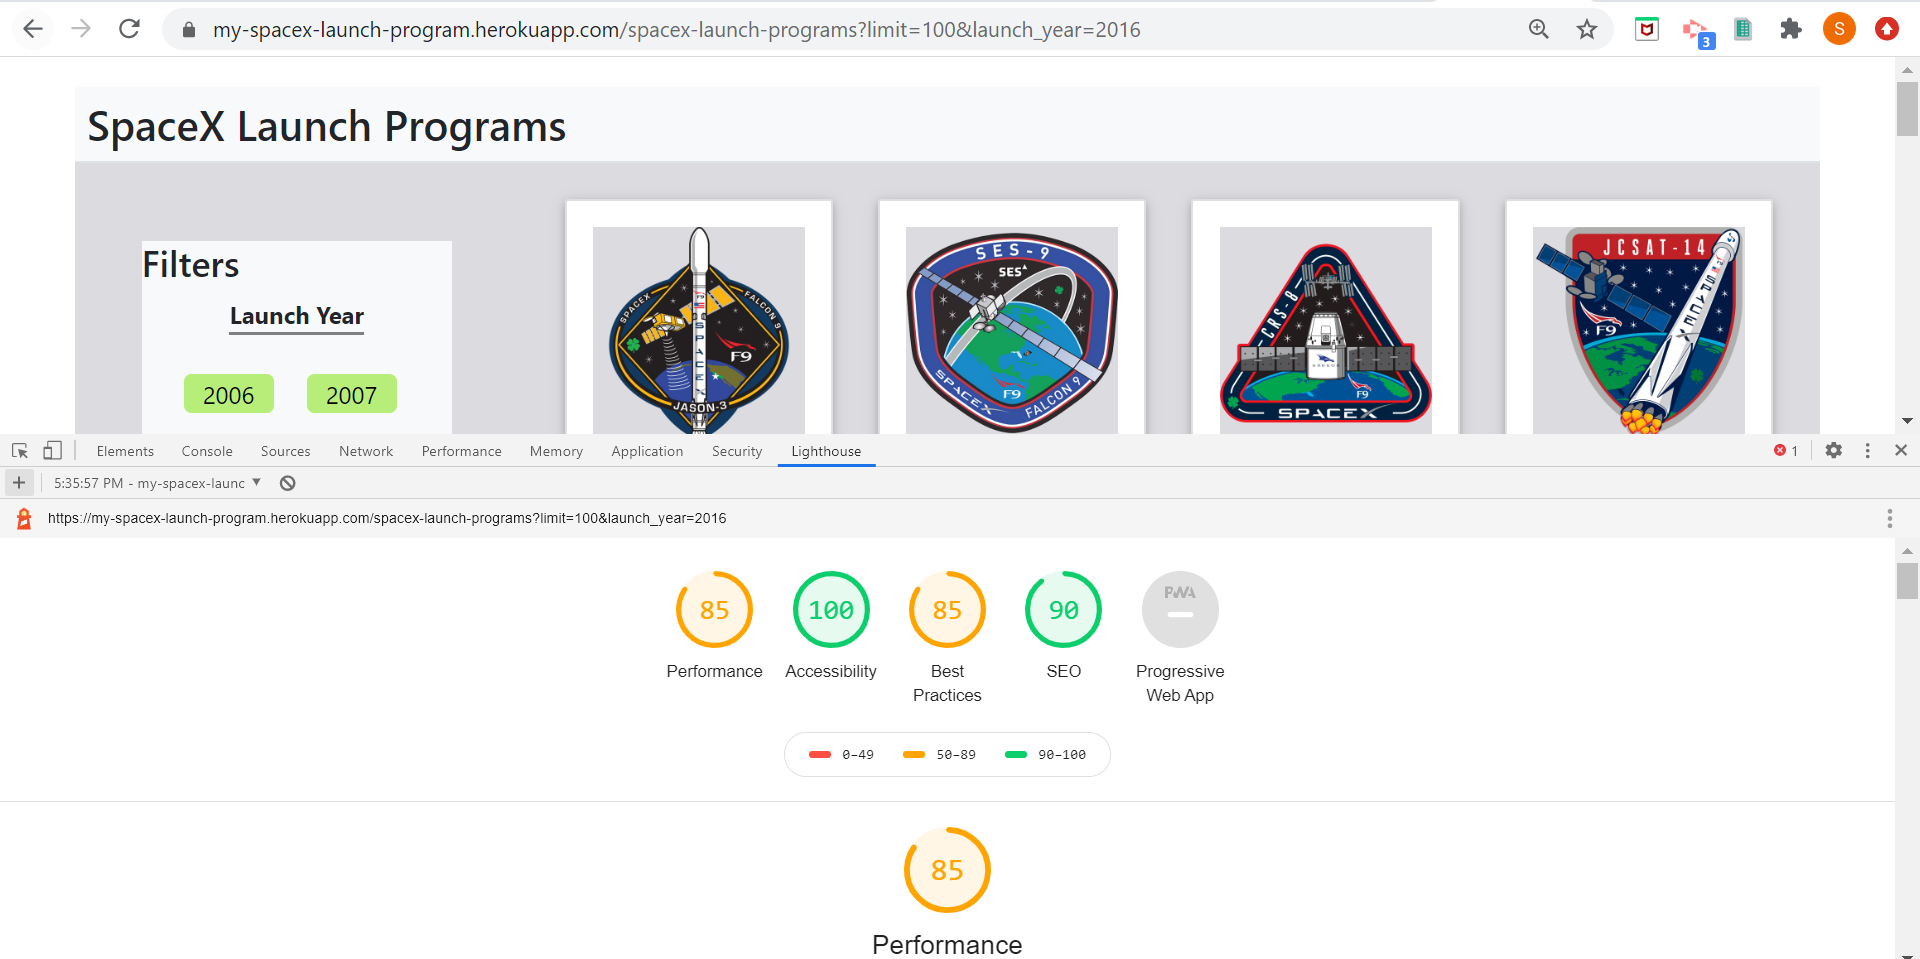 my-spacex-launch-program.herokuapp.com/spacex-launch-programs?limit=100&launch_year=2016
3
S
SpaceX Launch Programs
Filters
Launch Year
2006 2007
SPACEX FALCON 9
SPACEX
F9
JASON-3
SES-9
SES
F9
SPACEX FALCON 9
CRS-8
F9
SPACEX
JCSAT-14
SPACEX
F9
Elements Console Sources Network Performance Memory Application Security Lighthouse 1
5:35:57 PM - my-spacex-launc
https://my-spacex-launch-program.herokuapp.com/spacex-launch-programs?limit=100&launch_year=2016
85 100 85 90 PWA
Performance Accessibility Best Practices SEO Progressive Web App
0–49 50–89 90–100
85
Performance